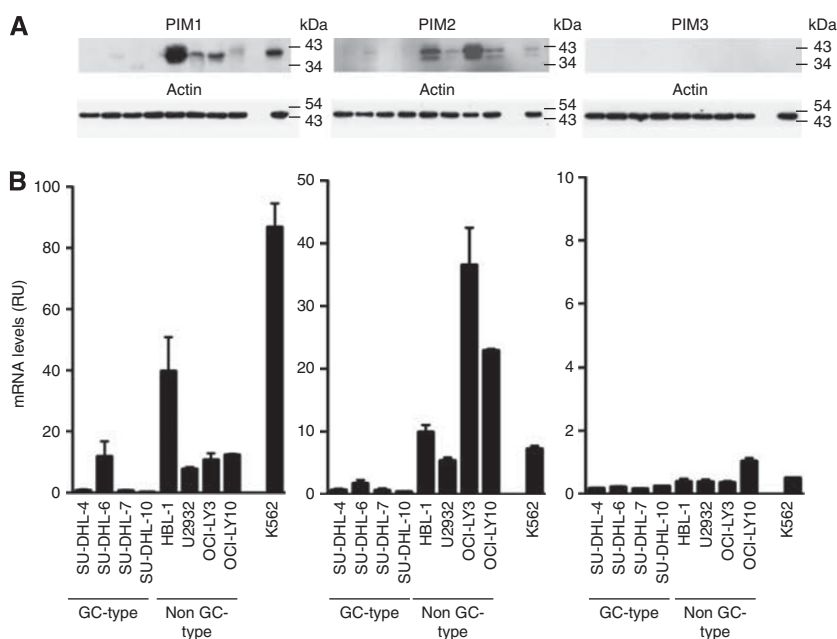 A
PIM1 kDa PIM2 kDa PIM3 kDa
43 43 43
34 34 34
Actin Actin Actin
54 54 54
43 43 43
B
mRNA levels (RU)
100 50 10
80 40 8
60 30 6
40 20 4
20 10 2
0 0 0
SU-DHL-4 SU-DHL-6 SU-DHL-7 SU-DHL-10 HBL-1 U2932 OCI-LY3 OCI-LY10 K562
SU-DHL-4 SU-DHL-6 SU-DHL-7 SU-DHL-10 HBL-1 U2932 OCI-LY3 OCI-LY10 K562
SU-DHL-4 SU-DHL-6 SU-DHL-7 SU-DHL-10 HBL-1 U2932 OCI-LY3 OCI-LY10 K562
GC-type Non GC- GC-type Non GC- GC-type Non GC-
type type type